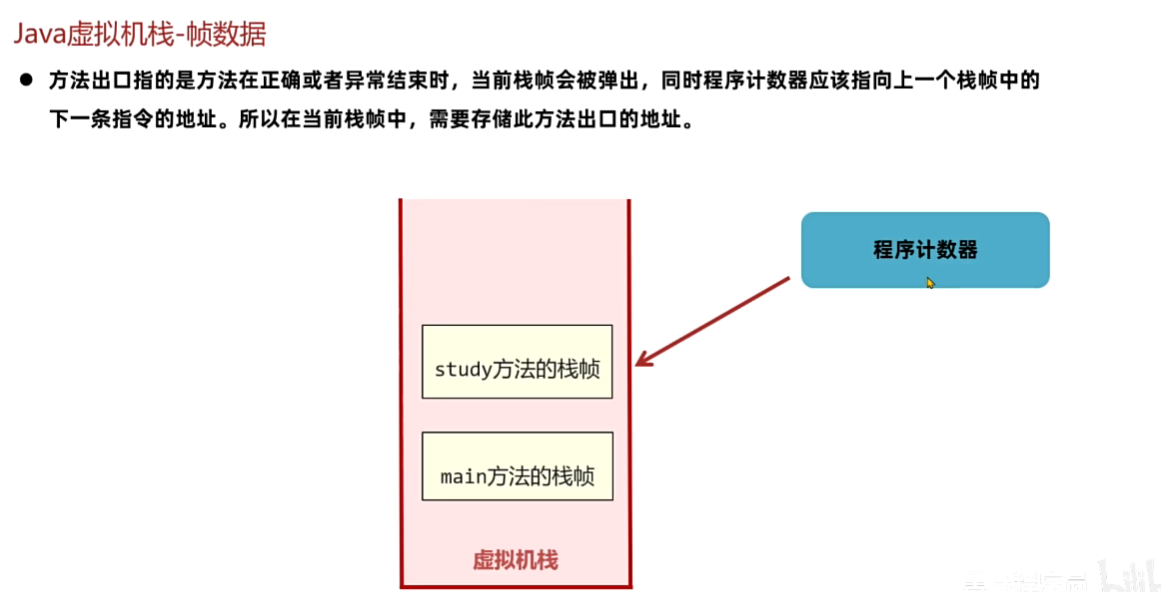 Java虚拟机栈-帧数据
● 方法出口指的是方法在正确或者异常结束时，当前栈帧会被弹出，同时程序计数器应该指向上一个栈帧中的
下一条指令的地址。所以在当前栈帧中，需要存储此方法出口的地址。
程序计数器
study方法的栈帧
main方法的栈帧
虚拟机栈